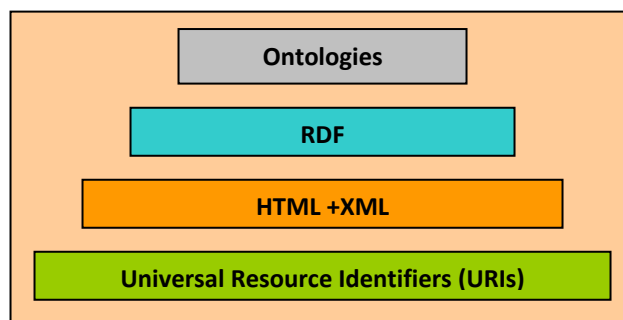 Ontologies
RDF
HTML +XML
Universal Resource Identifiers (URIs)